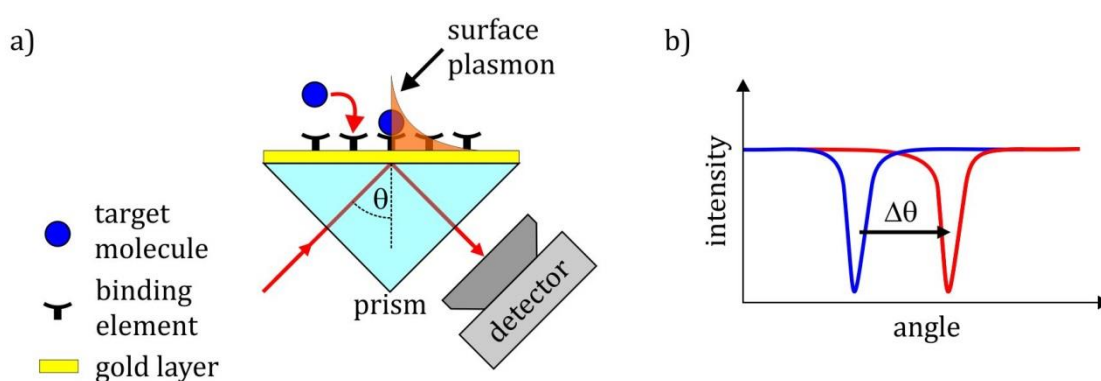 a)
surface
plasmon
θ
target
molecule
binding
element
gold layer
prism
detector
b)
intensity
Δθ
angle